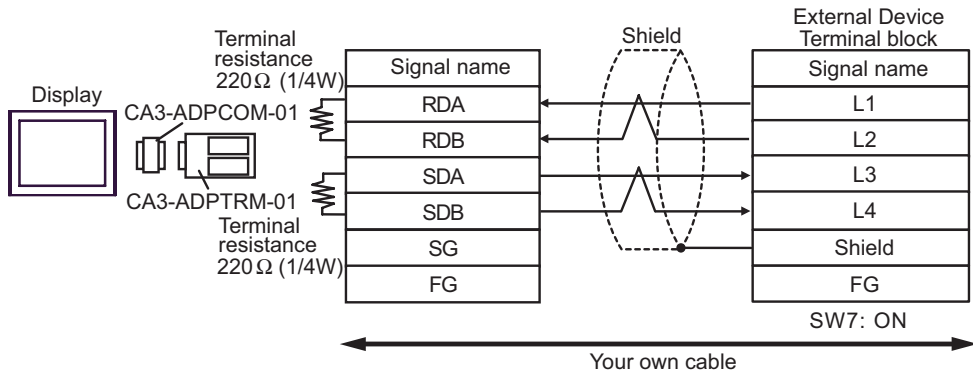 External Device
Terminal block
Shield
Terminal
resistance
220Ω (1/4W)
Signal name
Signal name
Display
CA3-ADPCOM-01
RDA
L1
RDB
L2
SDA
L3
CA3-ADPTRM-01
SDB
L4
Terminal
resistance
220Ω (1/4W)
SG
Shield
FG
FG
SW7: ON
Your own cable